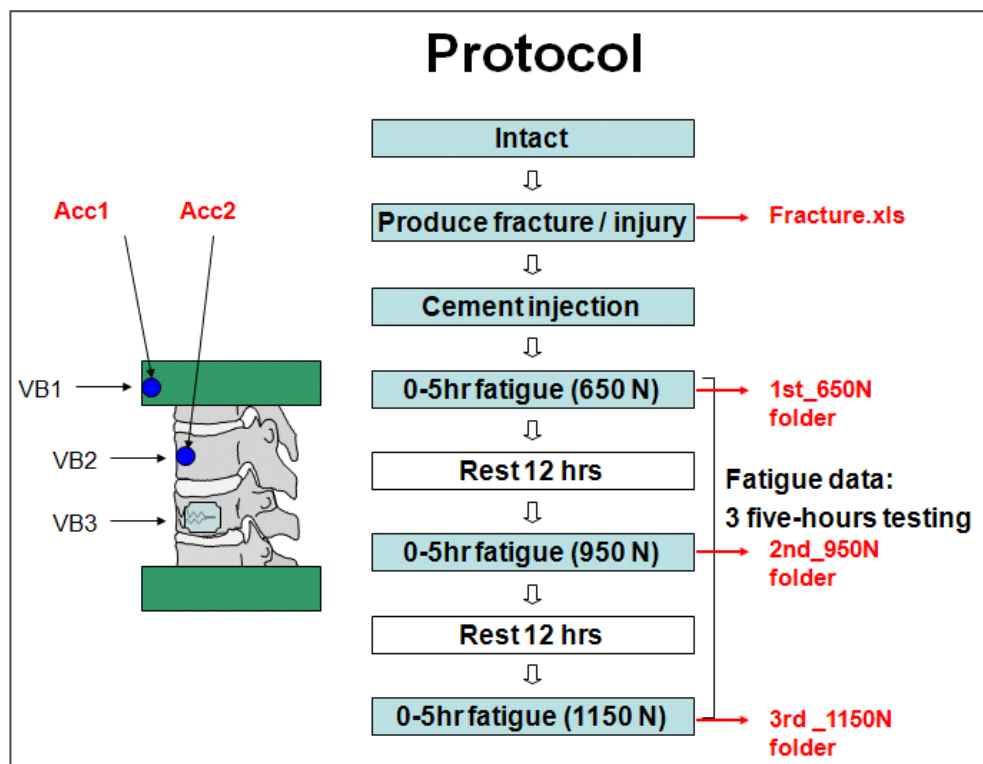 Protocol
Intact
Acc1 Acc2
Produce fracture / injury
Fracture.xls
Cement injection
VB1
0-5hr fatigue (650 N)
1st_650N
folder
VB2
Rest 12 hrs
Fatigue data:
3 five-hours testing
VB3
0-5hr fatigue (950 N)
2nd_950N
folder
Rest 12 hrs
0-5hr fatigue (1150 N)
3rd _1150N
folder